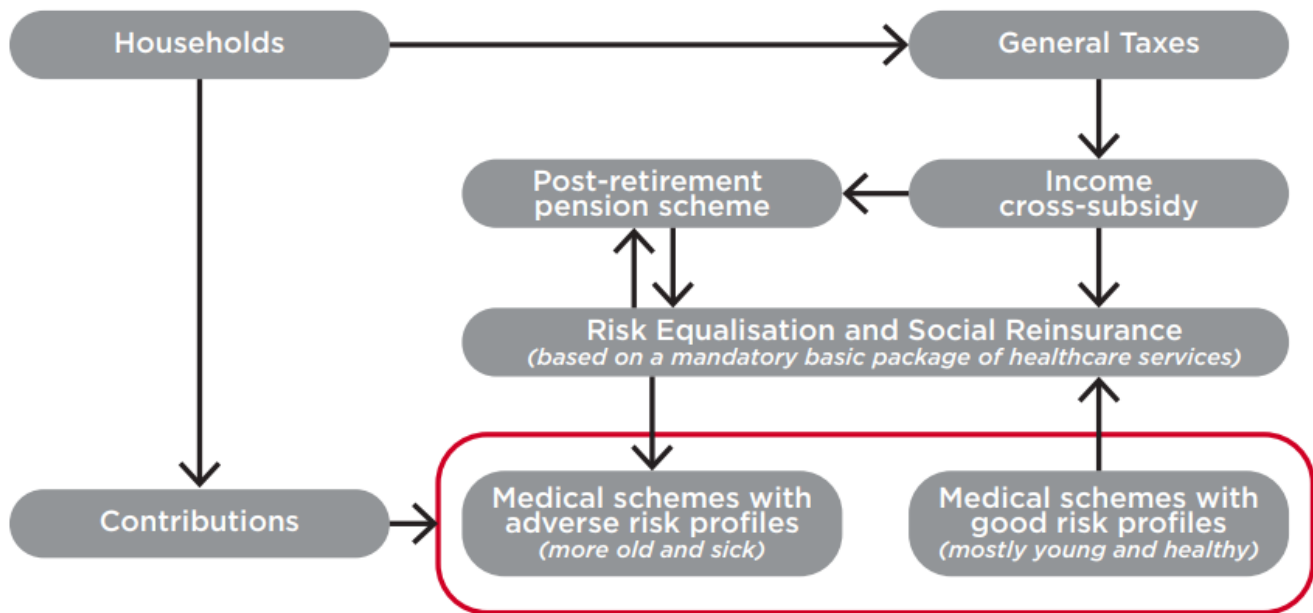 Households
General Taxes
Post-retirement
pension scheme
Income
cross-subsidy
Risk Equalisation and Social Reinsurance
(based on a mandatory basic package of healthcare services)
Contributions
Medical schemes with
adverse risk profiles
(more old and sick)
Medical schemes with
good risk profiles
(mostly young and healthy)